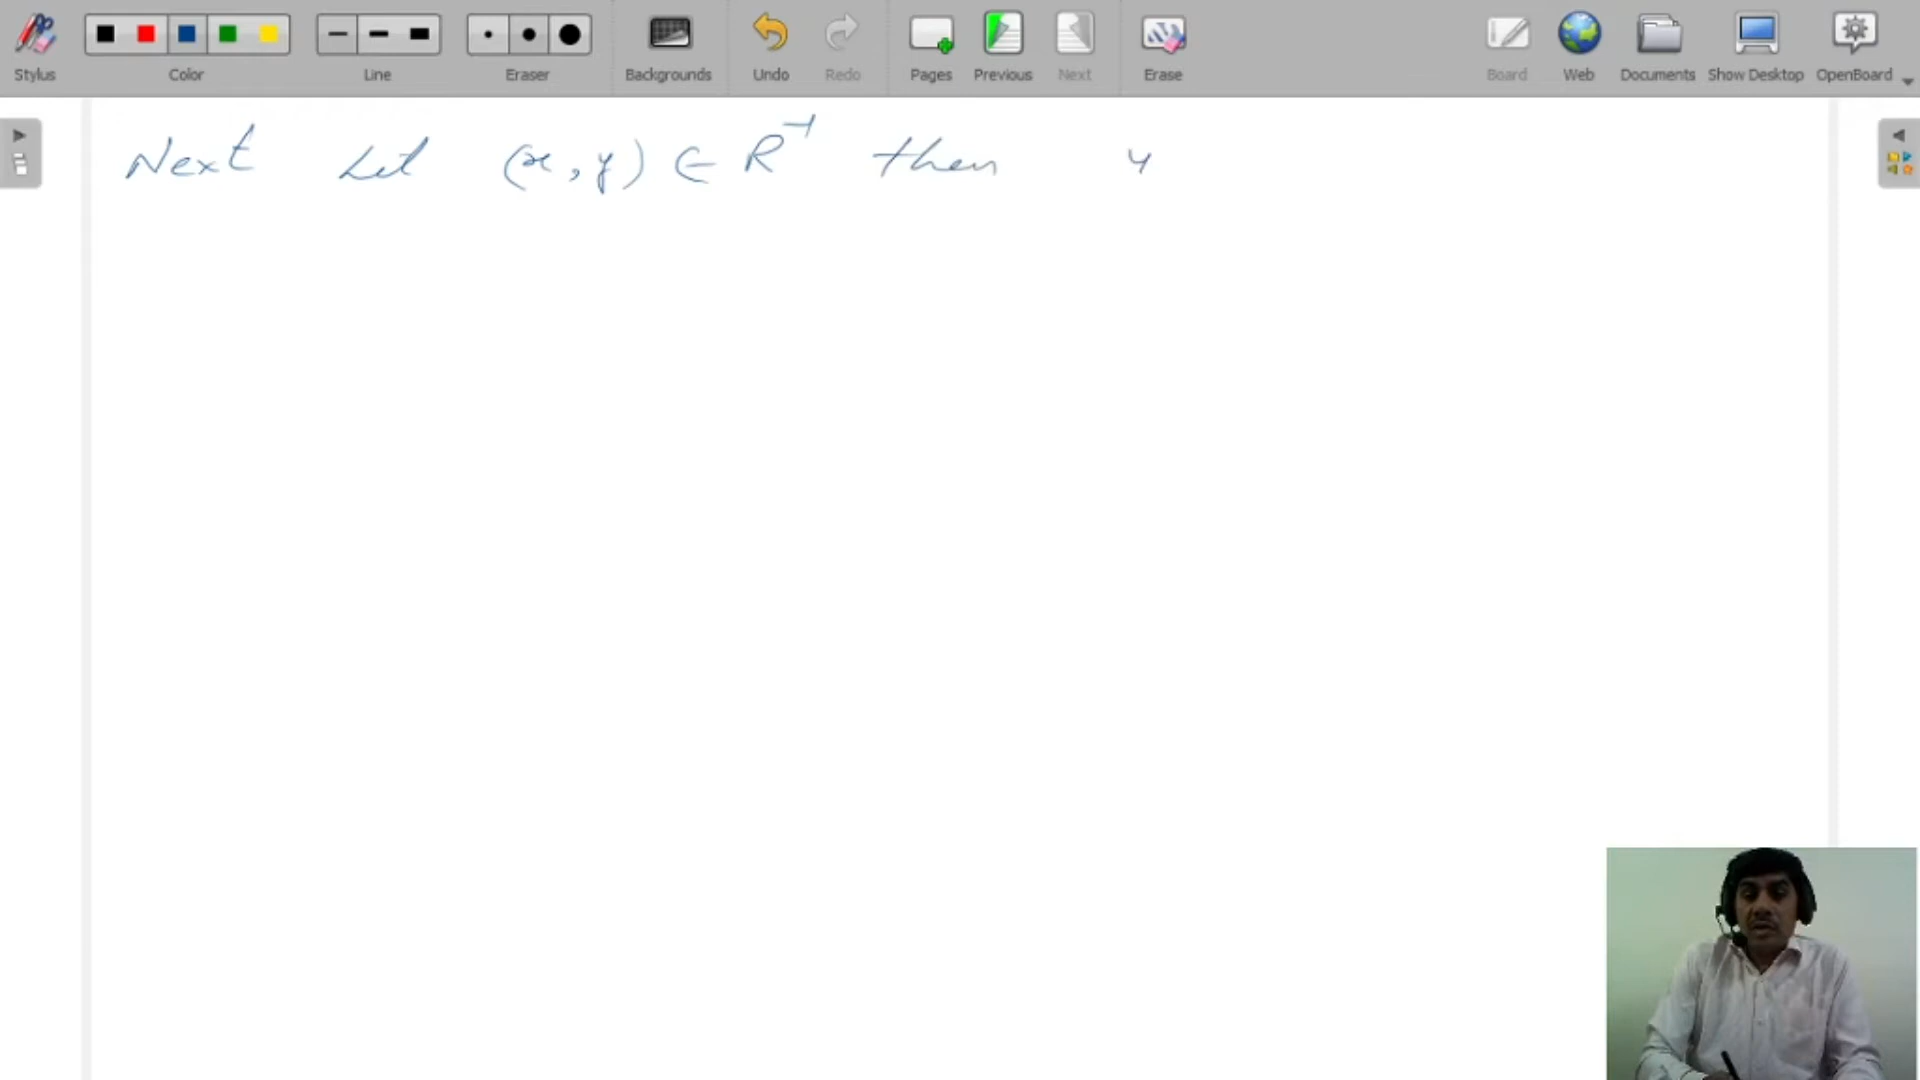 Stylus Color Line Eraser Backgrounds Undo Redo Pages Previous Next Erase Board Web Documents Show Desktop OpenBoard
Next Let (x, y) ∈ R⁻¹ then y